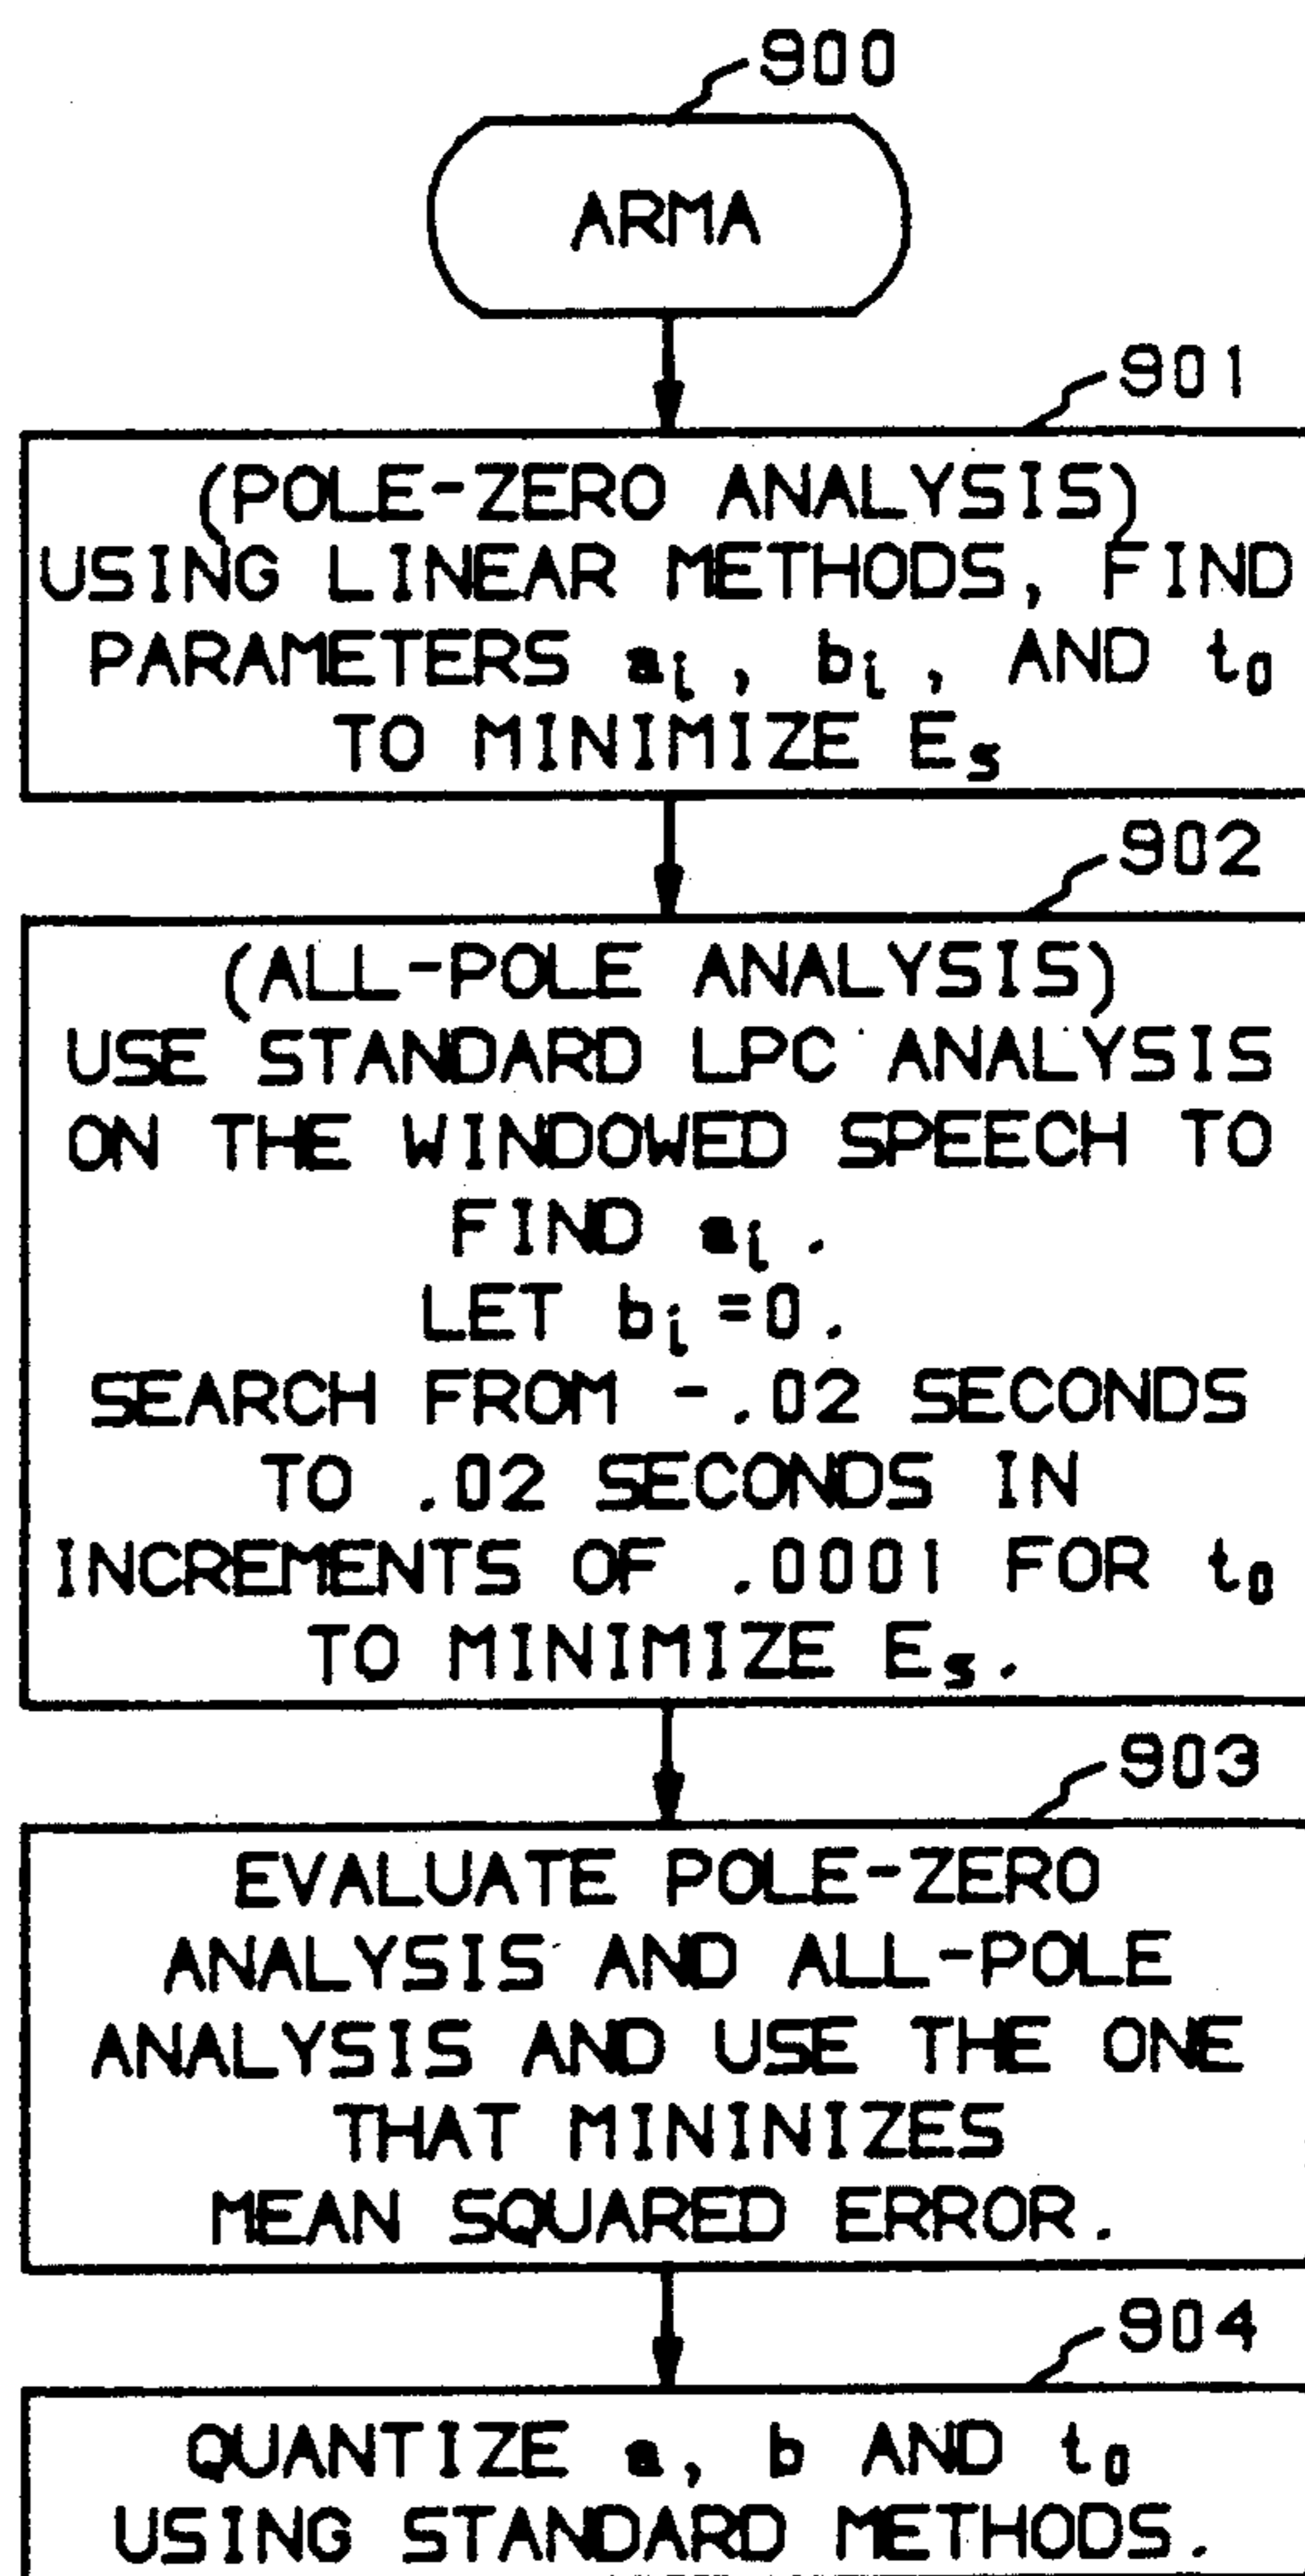 900
ARMA
901
(POLE-ZERO ANALYSIS)
USING LINEAR METHODS, FIND
PARAMETERS aᵢ, bᵢ, AND t₀
TO MINIMIZE Eₛ
902
(ALL-POLE ANALYSIS)
USE STANDARD LPC ANALYSIS
ON THE WINDOWED SPEECH TO
FIND aᵢ.
LET bᵢ=0.
SEARCH FROM -.02 SECONDS
TO .02 SECONDS IN
INCREMENTS OF .0001 FOR t₀
TO MINIMIZE Eₛ.
903
EVALUATE POLE-ZERO
ANALYSIS AND ALL-POLE
ANALYSIS AND USE THE ONE
THAT MININIZES
MEAN SQUARED ERROR.
904
QUANTIZE a, b AND t₀
USING STANDARD METHODS.